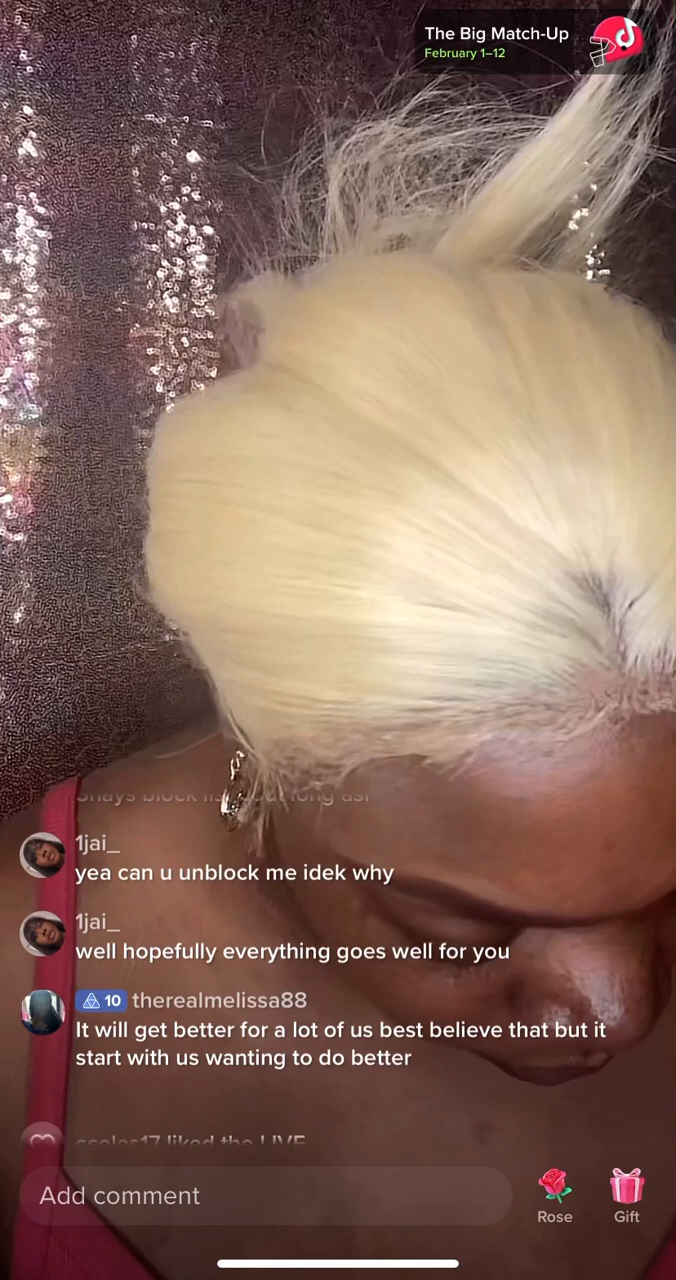 The Big Match-Up
February 1–12
1jai_
yea can u unblock me idek why
1jai_
well hopefully everything goes well for you
10 therealmelissa88
It will get better for a lot of us best believe that but it
start with us wanting to do better
liked the LIVE
Add comment
Rose
Gift